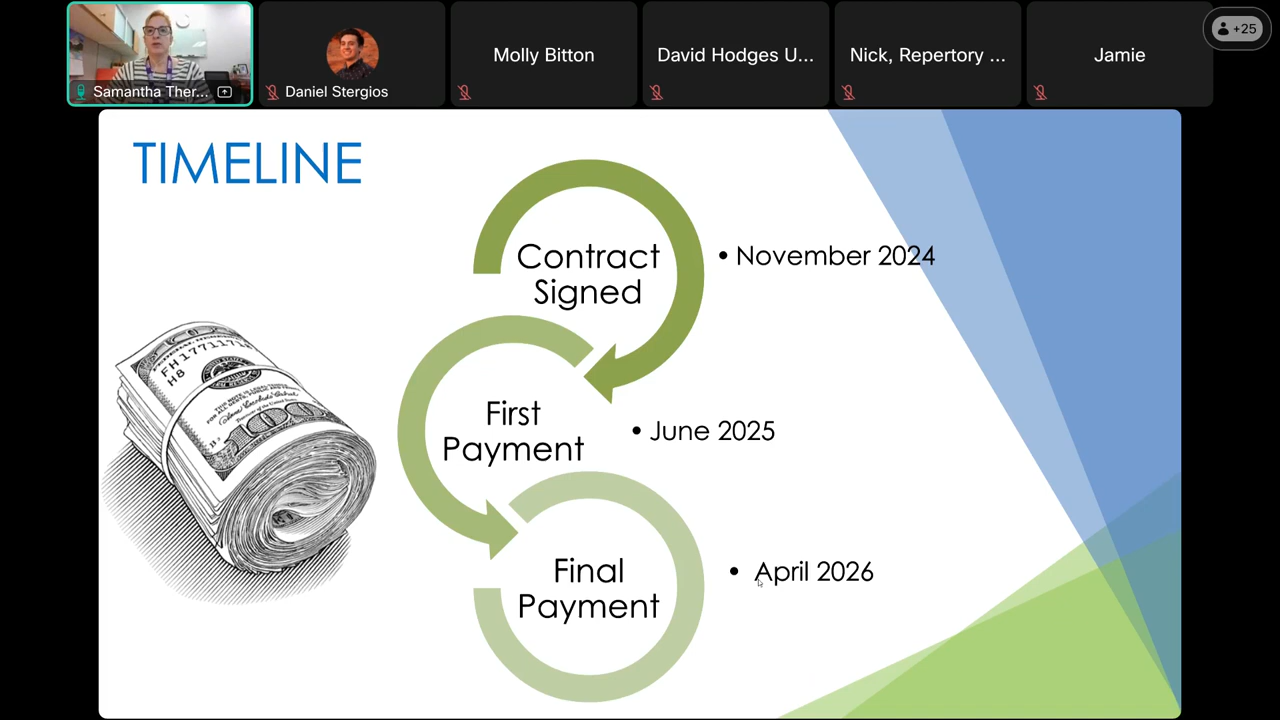 Samantha Ther...
Daniel Stergios
Molly Bitton
David Hodges U...
Nick, Repertory ...
Jamie
+25
TIMELINE
Contract
Signed
• November 2024
First
Payment
• June 2025
Final
Payment
• April 2026
100